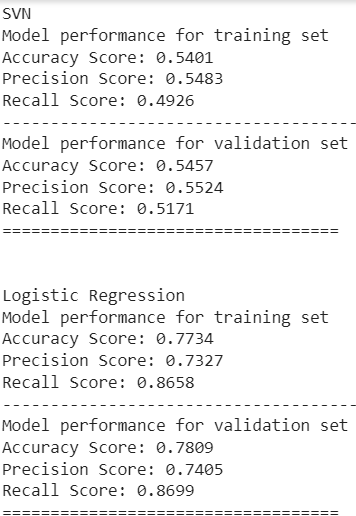 SVN
Model performance for training set
Accuracy Score: 0.5401
Precision Score: 0.5483
Recall Score: 0.4926
------------------------------------
Model performance for validation set
Accuracy Score: 0.5457
Precision Score: 0.5524
Recall Score: 0.5171
===================================
Logistic Regression
Model performance for training set
Accuracy Score: 0.7734
Precision Score: 0.7327
Recall Score: 0.8658
------------------------------------
Model performance for validation set
Accuracy Score: 0.7809
Precision Score: 0.7405
Recall Score: 0.8699
===================================